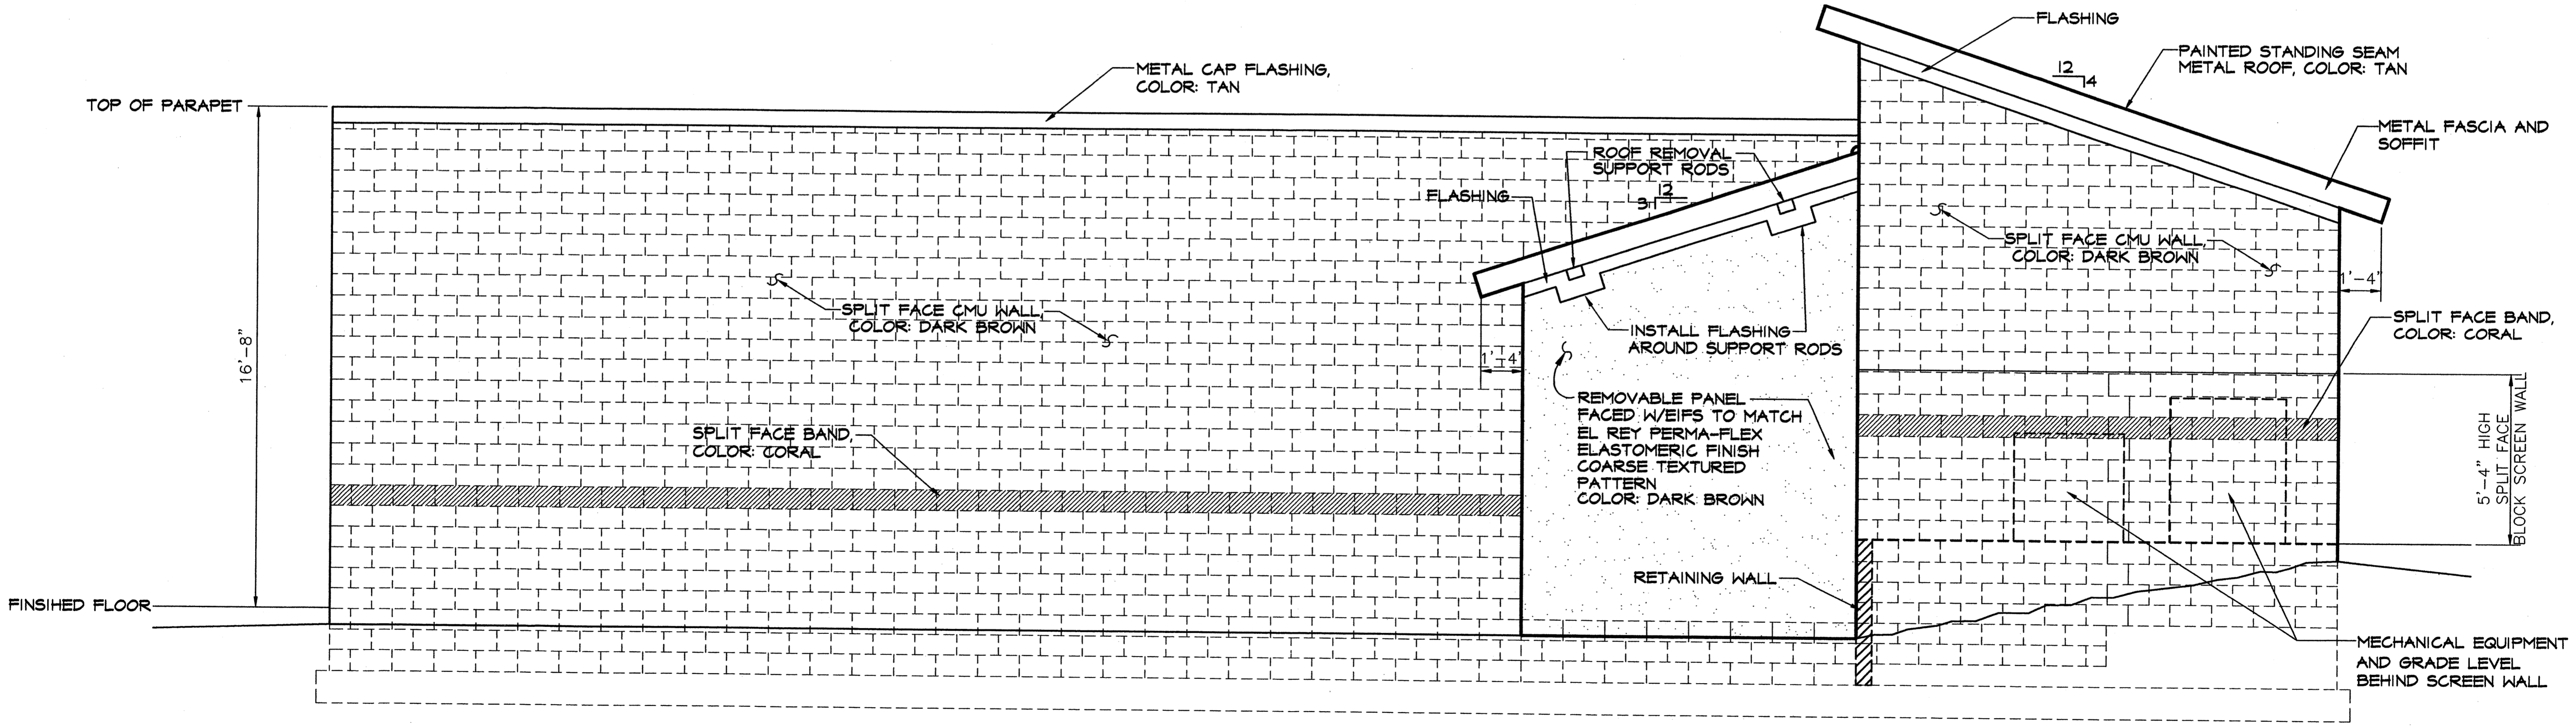 FLASHING
PAINTED STANDING SEAM
METAL ROOF, COLOR: TAN
12
4
METAL CAP FLASHING,
COLOR: TAN
TOP OF PARAPET
METAL FASCIA AND
SOFFIT
ROOF REMOVAL
SUPPORT RODS
12
3
FLASHING
SPLIT FACE CMU WALL,
COLOR: DARK BROWN
1'-4"
SPLIT FACE CMU WALL,
COLOR: DARK BROWN
SPLIT FACE BAND,
COLOR: CORAL
INSTALL FLASHING
AROUND SUPPORT RODS
1'-4"
16'-8"
REMOVABLE PANEL
FACED W/EIFS TO MATCH
EL REY PERMA-FLEX
ELASTOMERIC FINISH
COARSE TEXTURED
PATTERN
COLOR: DARK BROWN
SPLIT FACE BAND,
COLOR: CORAL
5'-4" HIGH
SPLIT FACE
BLOCK SCREEN WALL
RETAINING WALL
FINSIHED FLOOR
MECHANICAL EQUIPMENT
AND GRADE LEVEL
BEHIND SCREEN WALL